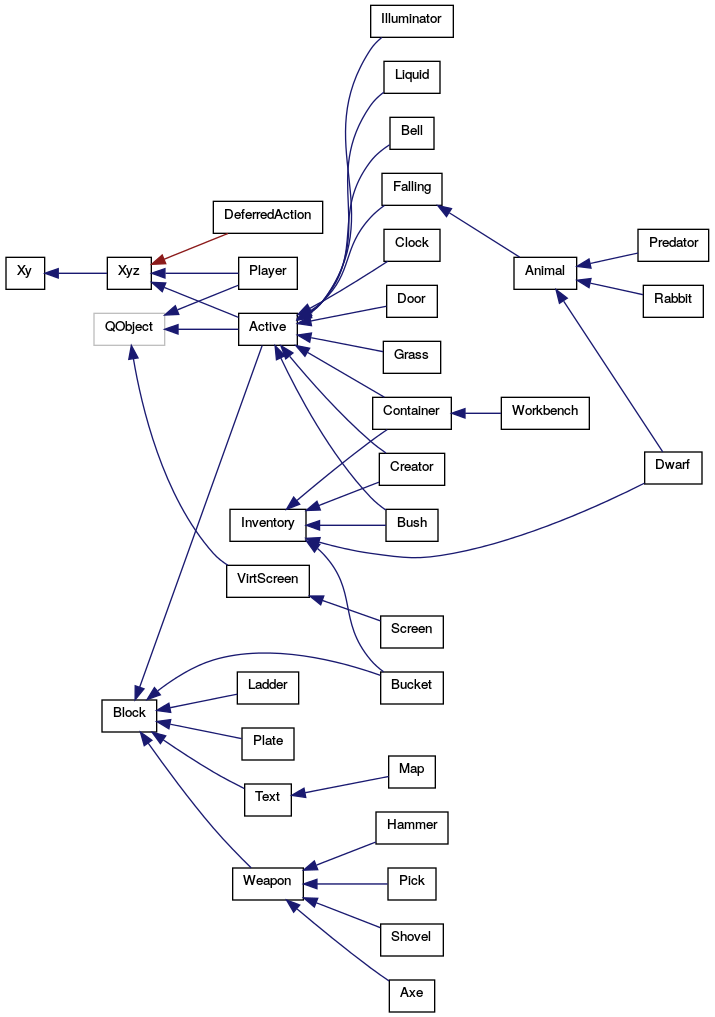 Illuminator
Liquid
Bell
Falling
DeferredAction
Clock
Predator
Xy
Xyz
Player
Animal
Door
Rabbit
QObject
Active
Grass
Container
Workbench
Creator
Dwarf
Inventory
Bush
VirtScreen
Screen
Ladder
Bucket
Block
Plate
Map
Text
Hammer
Weapon
Pick
Shovel
Axe